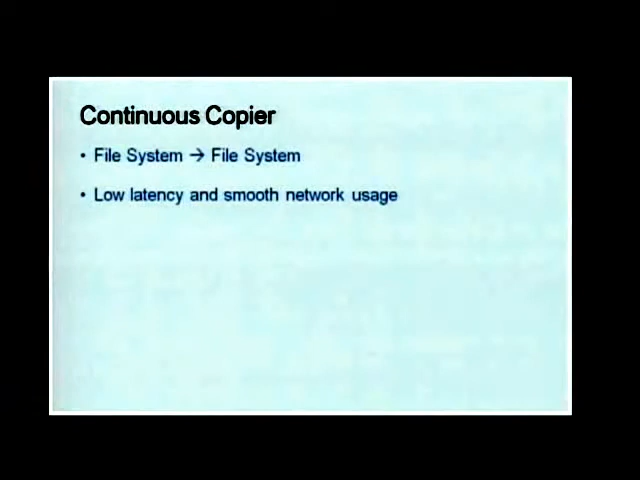 Continuous Copier
• File System → File System
• Low latency and smooth network usage